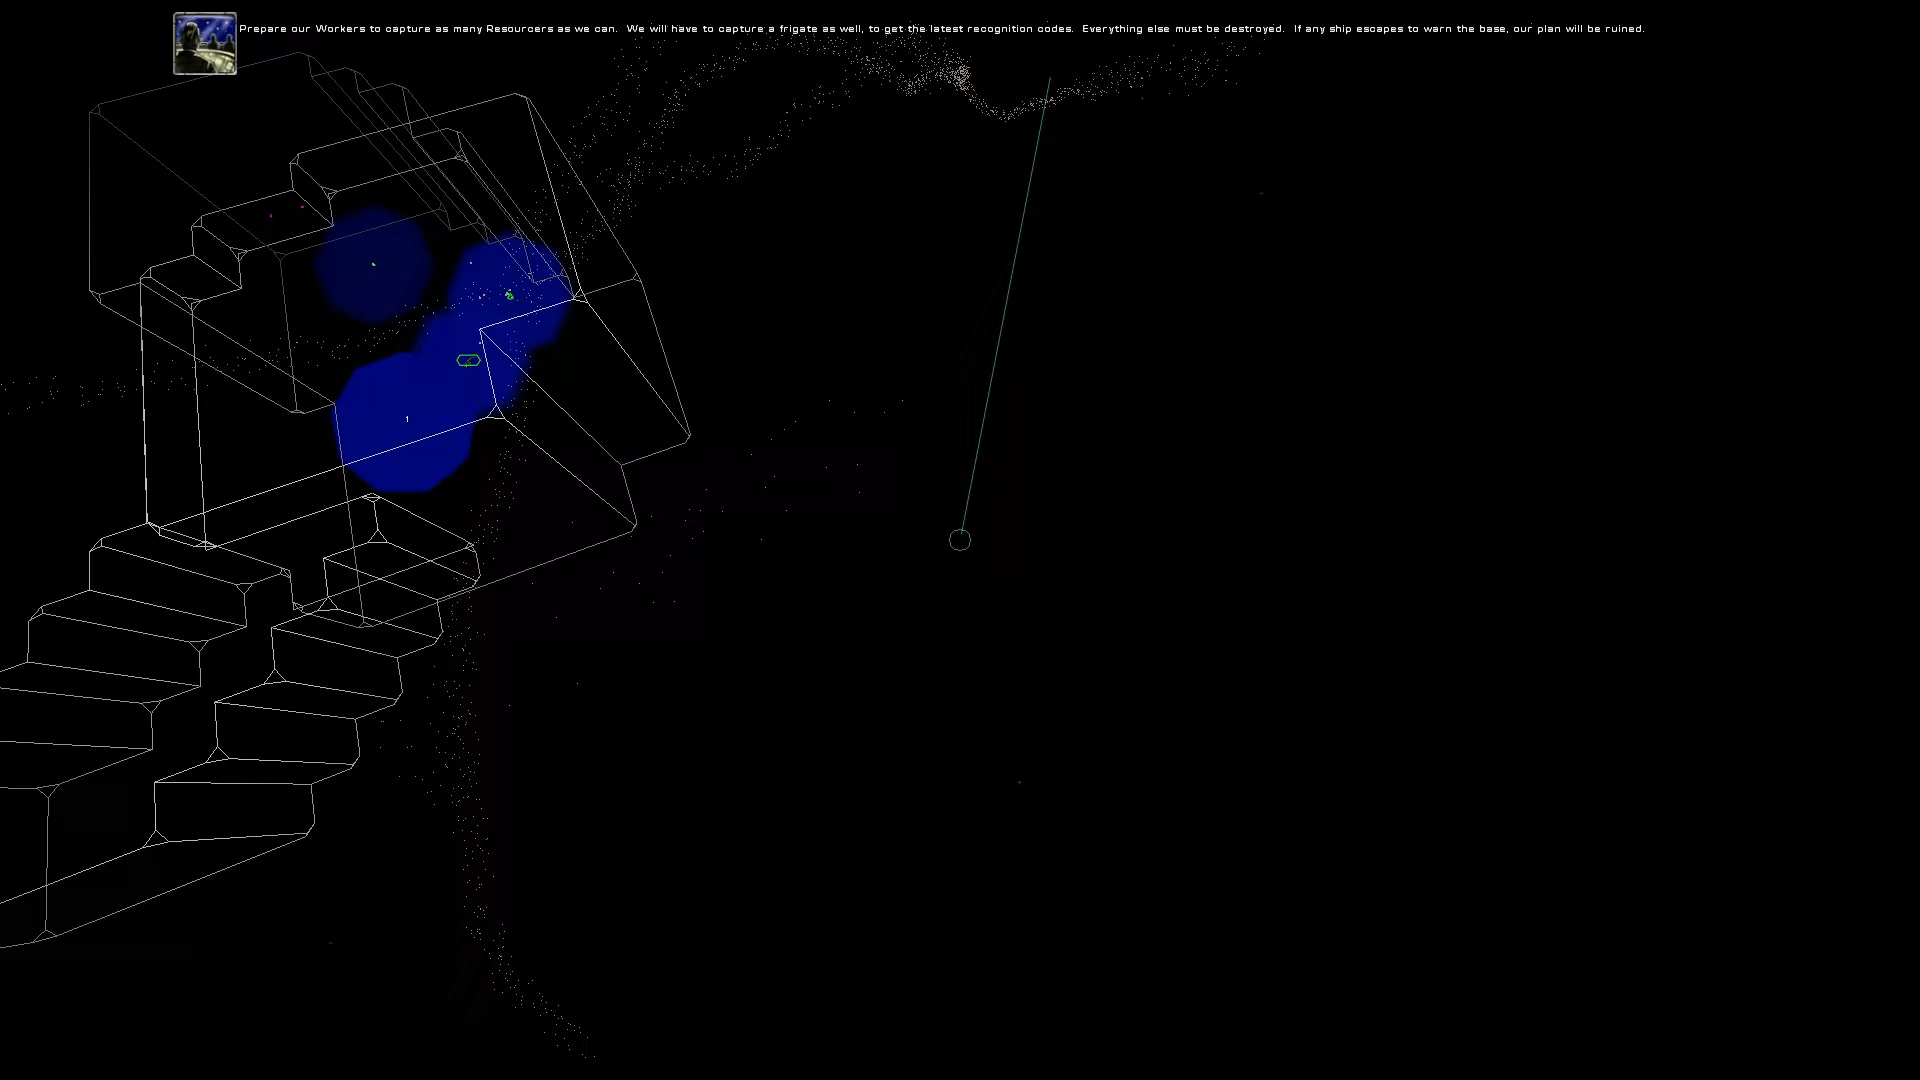 Prepare our Workers to capture as many Resourcers as we can. We will have to capture a frigate as well, to get the latest recognition codes. Everything else must be destroyed. If any ship escapes to warn the base, our plan will be ruined.
1